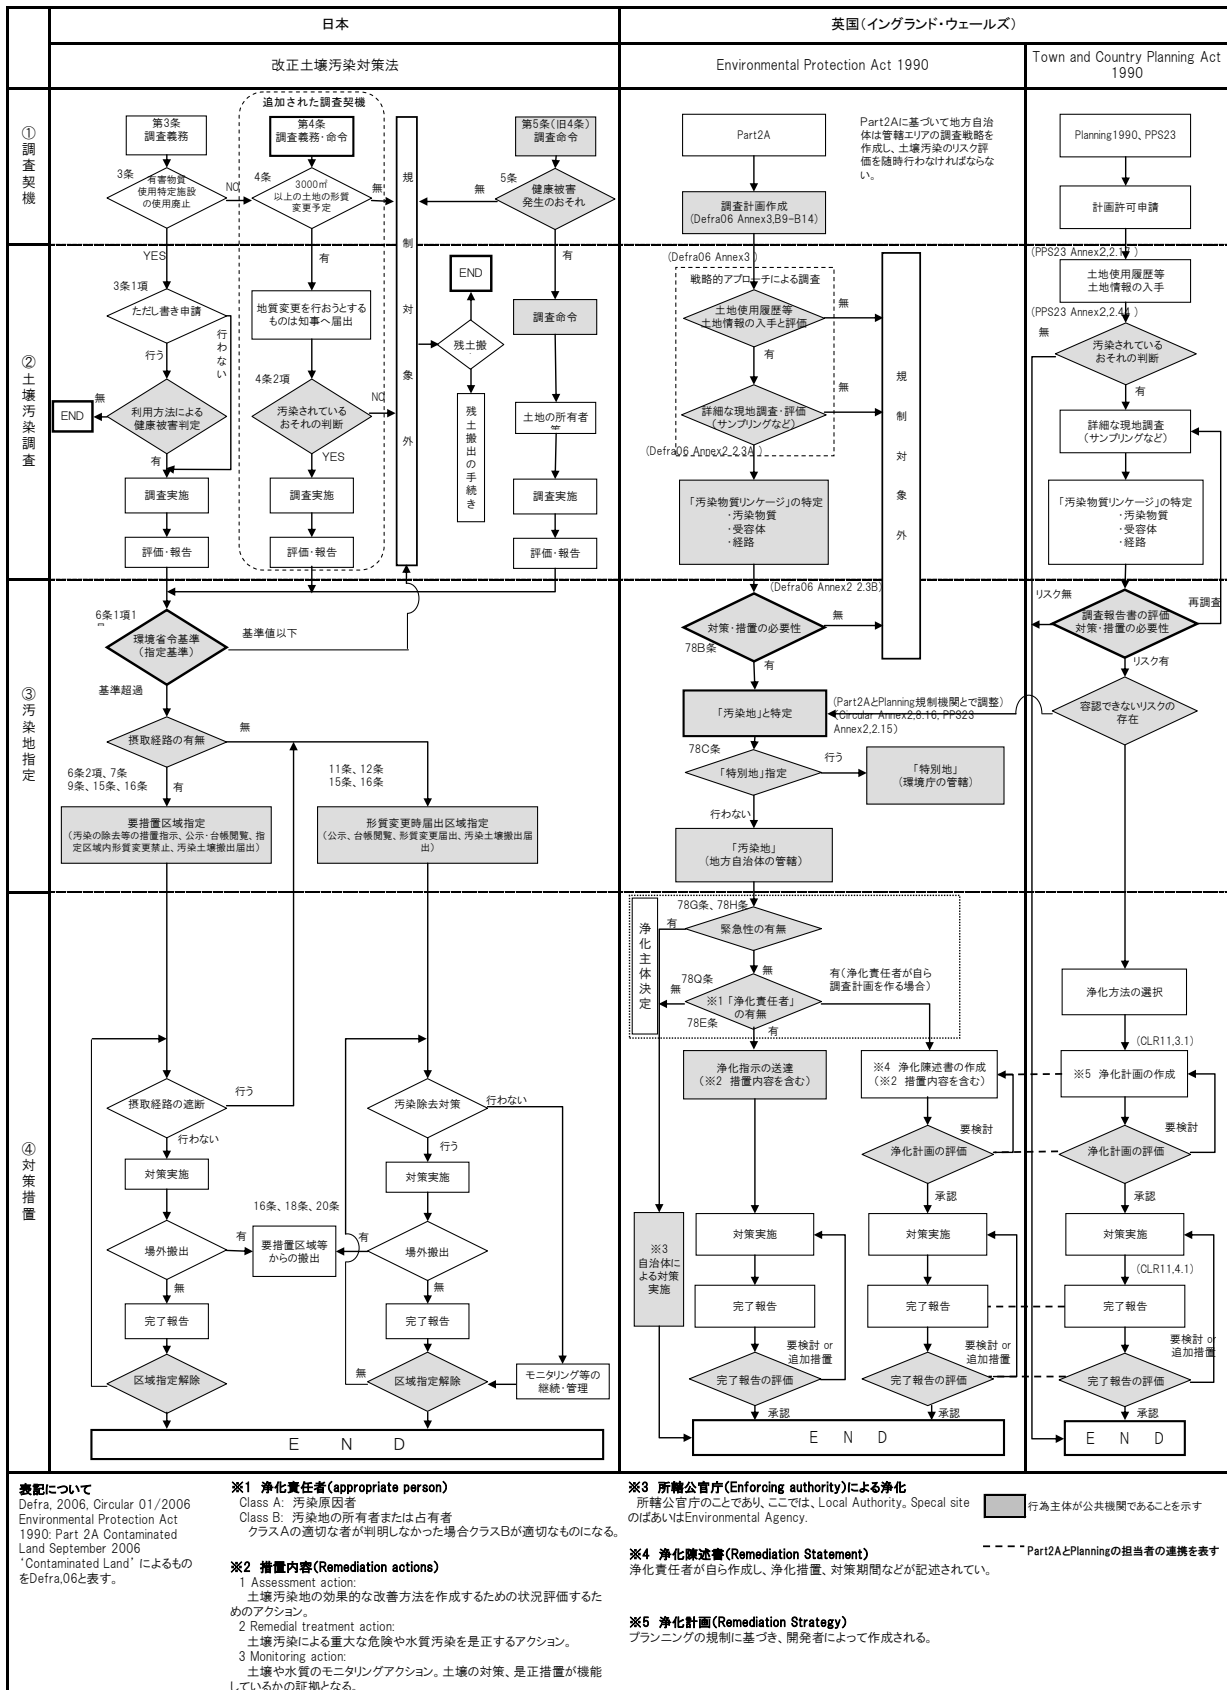 日本
英国(イングランド・ウェールズ)
改正土壌汚染対策法
Environmental Protection Act 1990
Town and Country Planning Act
1990
①調査契機
追加された調査契機
第3条
調査義務
第4条
調査義務・命令
第5条(旧4条)
調査命令
3条
有害物質
使用特定施設
の使用廃止
NO
4条
3000㎡
以上の土地の形質
変更予定
無
規制対象外
無
5条
健康被害
発生のおそれ
Part2A
Part2Aに基づいて地方自治
体は管轄エリアの調査戦略を
作成し、土壌汚染のリスク評
価を随時行わなければならな
い。
調査計画作成
(Defra06 Annex3,B9-B14)
Planning1990、PPS23
計画許可申請
②土壌汚染調査
YES
有
有
3条1項
ただし書き申請
行わない
行う
地質変更を行おうとする
ものは知事へ届出
END
残土搬
残土搬出の手続き
調査命令
無
END
利用方法による
健康被害判定
有
4条2項
汚染されている
おそれの判断
NO
YES
土地の所有者
調査実施
調査実施
調査実施
評価・報告
評価・報告
評価・報告
(Defra06 Annex3 )
戦略的アプローチによる調査
土地使用履歴等
土地情報の入手と評価
無
有
詳細な現地調査・評価
(サンプリングなど)
無
(Defra06 Annex2 2.3A)
規制対象外
「汚染物質リンケージ」の特定
・汚染物質
・受容体
・経路
(PPS23 Annex2,2.17)
土地使用履歴等
土地情報の入手
(PPS23 Annex2,2.44)
無
汚染されている
おそれの判断
有
詳細な現地調査
(サンプリングなど)
「汚染物質リンケージ」の特定
・汚染物質
・受容体
・経路
③汚染地指定
6条1項1
環境省令基準
(指定基準)
基準値以下
基準超過
摂取経路の有無
無
6条2項、7条
9条、15条、16条
有
11条、12条
15条、16条
要措置区域指定
(汚染の除去等の措置指示、公示・台帳閲覧、指
定区域内形質変更禁止、汚染土壌搬出届出)
形質変更時届出区域指定
(公示、台帳閲覧、形質変更届出、汚染土壌搬出届
出)
(Defra06 Annex2 2.3B)
対策・措置の必要性
無
78B条
有
「汚染地」と特定
(Part2AとPlanning規制機関とで調整)
(Circular Annex2,8.16, PPS23
Annex2,2.15)
78C条
「特別地」指定
行う
「特別地」
(環境庁の管轄)
行わない
「汚染地」
(地方自治体の管轄)
リスク無
調査報告書の評価
対策・措置の必要性
再調査
リスク有
容認できないリスクの
存在
④対策措置
摂取経路の遮断
行う
行わない
汚染除去対策
行わない
行う
対策実施
対策実施
16条、18条、20条
場外搬出
有
要措置区域等
からの搬出
有
場外搬出
無
無
完了報告
完了報告
区域指定解除
無
区域指定解除
モニタリング等の
継続・管理
E N D
浄化主体決定
78G条、78H条
有
緊急性の有無
無
78Q条
無
※1「浄化責任者」
の有無
有(浄化責任者が自ら
調査計画を作る場合)
78E条
有
浄化指示の送達
(※2 措置内容を含む)
※4 浄化陳述書の作成
(※2 措置内容を含む)
要検討
浄化計画の評価
承認
※3
自治体に
よる対策
実施
対策実施
対策実施
完了報告
完了報告
要検討 or
追加措置
要検討 or
追加措置
完了報告の評価
完了報告の評価
承認
承認
E N D
浄化方法の選択
(CLR11,3.1)
※5 浄化計画の作成
要検討
浄化計画の評価
承認
対策実施
(CLR11,4.1)
完了報告
要検討 or
追加措置
完了報告の評価
承認
E N D
表記について
Defra, 2006, Circular 01/2006
Environmental Protection Act
1990: Part 2A Contaminated
Land September 2006
‘Contaminated Land’ によるもの
をDefra,06と表す。
※1 浄化責任者(appropriate person)
Class A: 汚染原因者
Class B: 汚染地の所有者または占有者
クラスAの適切な者が判明しなかった場合クラスBが適切なものになる。
※2 措置内容(Remediation actions)
1 Assessment action:
土壌汚染地の効果的な改善方法を作成するための状況評価するた
めのアクション。
2 Remedial treatment action:
土壌汚染による重大な危険や水質汚染を是正するアクション。
3 Monitoring action:
土壌や水質のモニタリングアクション。土壌の対策、是正措置が機能
しているかの証拠となる。
※3 所轄公官庁(Enforcing authority)による浄化
所轄公官庁のことであり、ここでは、Local Authority。Specal site
のばあいはEnvironmental Agency.
※4 浄化陳述書(Remediation Statement)
浄化責任者が自ら作成し、浄化措置、対策期間などが記述されてい。
※5 浄化計画(Remediation Strategy)
プランニングの規制に基づき、開発者によって作成される。
行為主体が公共機関であることを示す
Part2AとPlanningの担当者の連携を表す